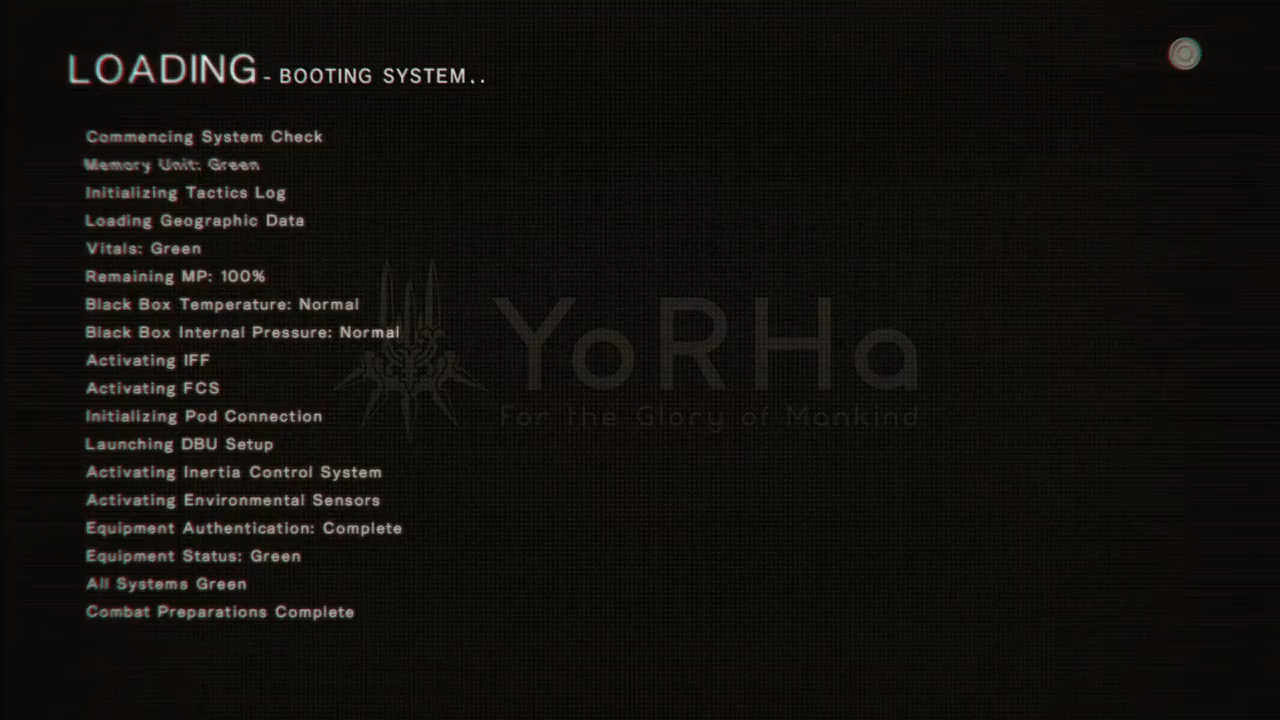 LOADING - BOOTING SYSTEM..
Commencing System Check
Memory Unit: Green
Initializing Tactics Log
Loading Geographic Data
Vitals: Green
Remaining MP: 100%
Black Box Temperature: Normal
Black Box Internal Pressure: Normal
Activating IFF
Activating FCS
Initializing Pod Connection
Launching DBU Setup
Activating Inertia Control System
Activating Environmental Sensors
Equipment Authentication: Complete
Equipment Status: Green
All Systems Green
Combat Preparations Complete
YoRHa
For the Glory of Mankind